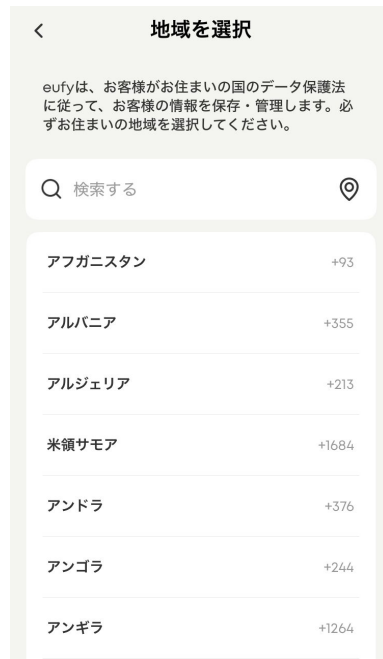 地域を選択
eufyは、お客様がお住まいの国のデータ保護法
に従って、お客様の情報を保存・管理します。必
ずお住まいの地域を選択してください。
検索する
アフガニスタン +93
アルバニア +355
アルジェリア +213
米領サモア +1684
アンドラ +376
アンゴラ +244
アンギラ +1264